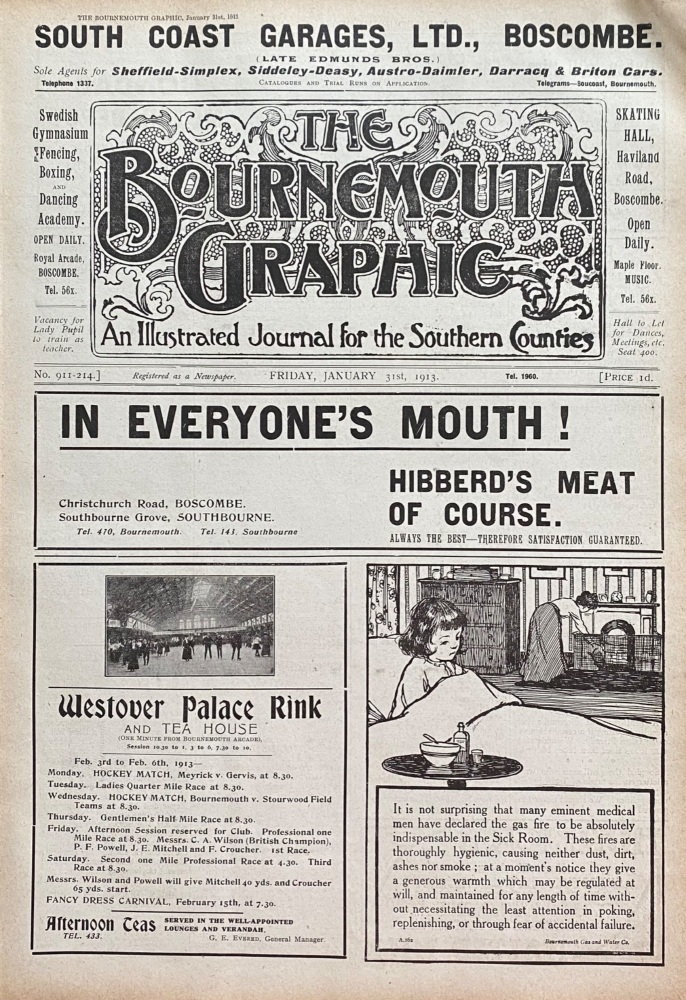 THE BOURNEMOUTH GRAPHIC, January 31st, 1913
SOUTH COAST GARAGES, LTD., BOSCOMBE.
(LATE EDMUNDS BROS.)
Sole Agents for Sheffield-Simplex, Siddeley-Deasy, Austro-Daimler, Darracq & Briton Cars.
Telephone 1337. CATALOGUES AND TRIAL RUNS ON APPLICATION. Telegrams—Soucoast, Bournemouth.
Swedish
Gymnasium
Fencing,
Boxing,
AND
Dancing
Academy.
OPEN DAILY.
Royal Arcade,
BOSCOMBE.
Tel. 56x.
Vacancy for
Lady Pupil
to train as
teacher.
THE
BOURNEMOUTH
GRAPHIC
An Illustrated Journal for the Southern Counties
SKATING
HALL,
Haviland
Road,
Boscombe.
Open
Daily.
Maple Floor.
MUSIC.
Tel. 56x.
Hall to Let
for Dances,
Meetings, etc.
Seat 400.
No. 911-214.] Registered as a Newspaper. FRIDAY, JANUARY 31st, 1913. Tel. 1960. [PRICE 1d.
IN EVERYONE'S MOUTH !
HIBBERD'S MEAT
OF COURSE.
ALWAYS THE BEST—THEREFORE SATISFACTION GUARANTEED.
Christchurch Road, BOSCOMBE.
Southbourne Grove, SOUTHBOURNE.
Tel. 470, Bournemouth. Tel. 143, Southbourne
Westover Palace Rink
AND TEA HOUSE
(ONE MINUTE FROM BOURNEMOUTH ARCADE),
Session 10.30 to 1, 3 to 6, 7.30 to 10.
Feb. 3rd to Feb. 6th, 1913—
Monday. HOCKEY MATCH, Meyrick v. Gervis, at 8.30.
Tuesday. Ladies Quarter Mile Race at 8.30.
Wednesday. HOCKEY MATCH, Bournemouth v. Stourwood Field
Teams at 8.30.
Thursday. Gentlemen's Half Mile Race at 8.30.
Friday. Afternoon Session reserved for Club. Professional one
Mile Race at 8.30. Messrs. C. A. Wilson (British Champion),
P. F. Powell, J. E. Mitchell and F. Croucher. 1st Race.
Saturday. Second one Mile Professional Race at 4.30. Third
Race at 8.30.
Messrs. Wilson and Powell will give Mitchell 40 yds. and Croucher
65 yds. start.
FANCY DRESS CARNIVAL, February 15th, at 7.30.
Afternoon Teas SERVED IN THE WELL-APPOINTED
LOUNGES AND VERANDAH.
TEL. 433. G. E. EVERED, General Manager
It is not surprising that many eminent medical
men have declared the gas fire to be absolutely
indispensable in the Sick Room. These fires are
thoroughly hygienic, causing neither dust, dirt,
ashes nor smoke ; at a moment's notice they give
a generous warmth which may be regulated at
will, and maintained for any length of time with-
out necessitating the least attention in poking,
replenishing, or through fear of accidental failure.
Bournemouth Gas and Water Co.